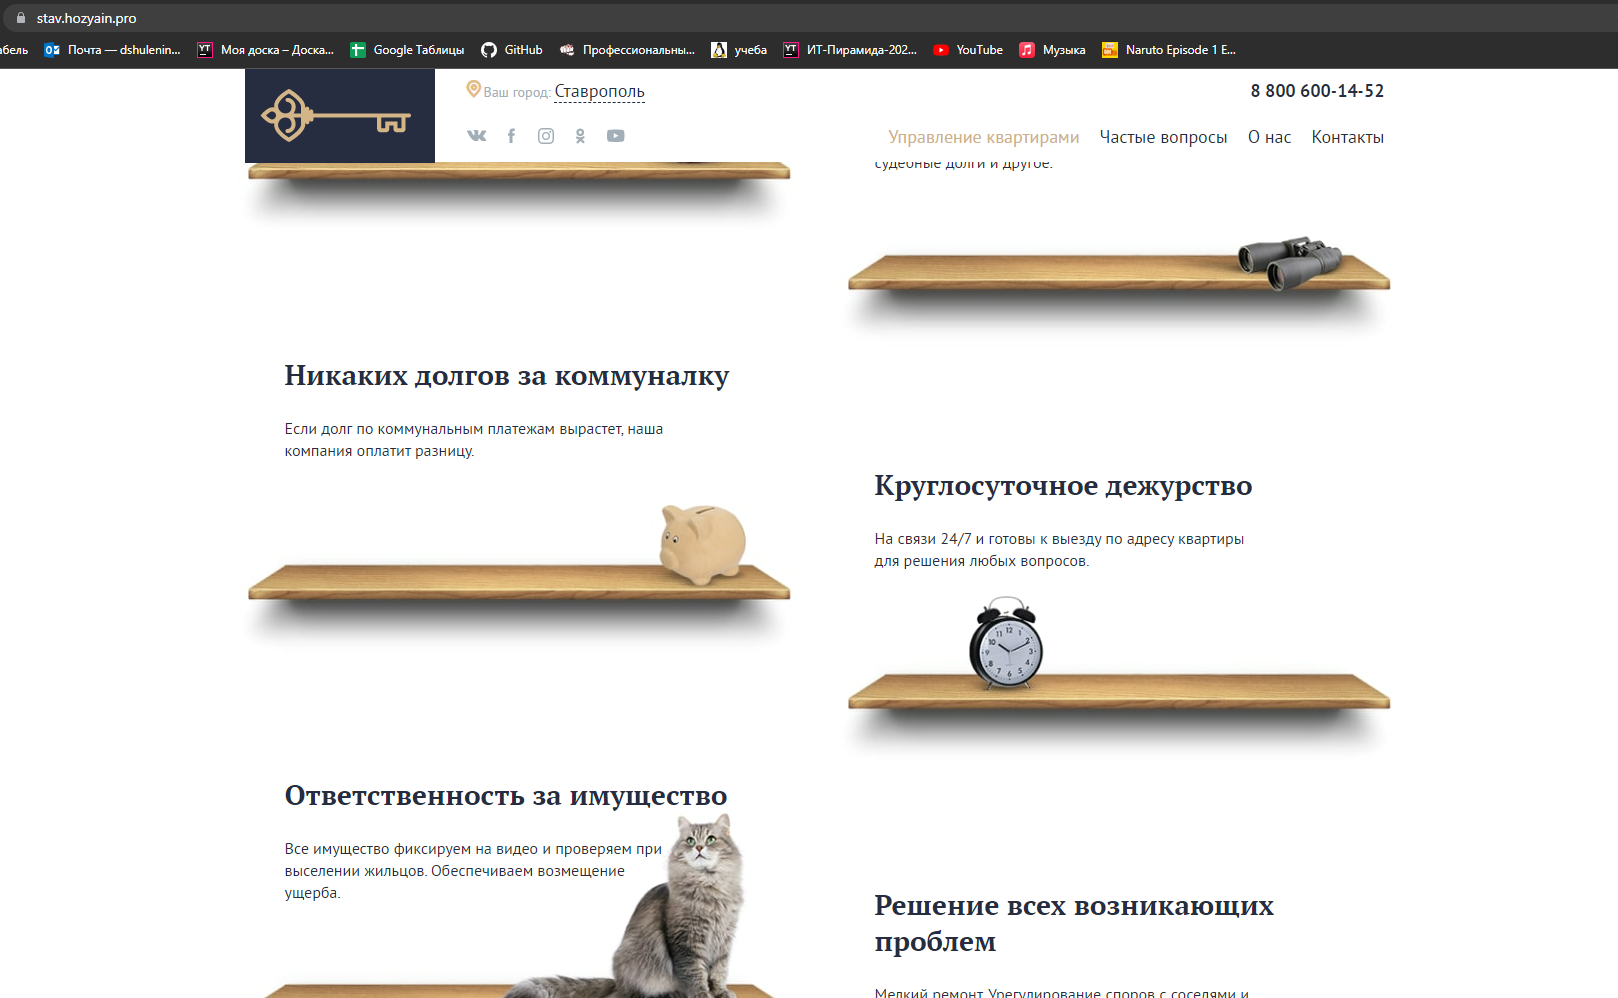 stav.hozyain.pro
абель
Почта — dshulenin...
Моя доска – Доска...
Google Таблицы
GitHub
Профессиональны...
учеба
ИТ-Пирамида-202...
YouTube
Музыка
Naruto Episode 1 E...
Ваш город: Ставрополь
8 800 600-14-52
Управление квартирами
Частые вопросы
О нас
Контакты
судебные долги и другое.
Никаких долгов за коммуналку
Если долг по коммунальным платежам вырастет, наша
компания оплатит разницу.
Круглосуточное дежурство
На связи 24/7 и готовы к выезду по адресу квартиры
для решения любых вопросов.
Ответственность за имущество
Все имущество фиксируем на видео и проверяем при
выселении жильцов. Обеспечиваем возмещение
ущерба.
Решение всех возникающих
проблем
Мелкий ремонт. Урегулирование споров с соседями и